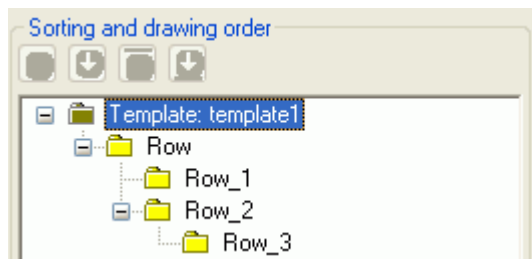 Sorting and drawing order
Template: template1
Row
Row_1
Row_2
Row_3